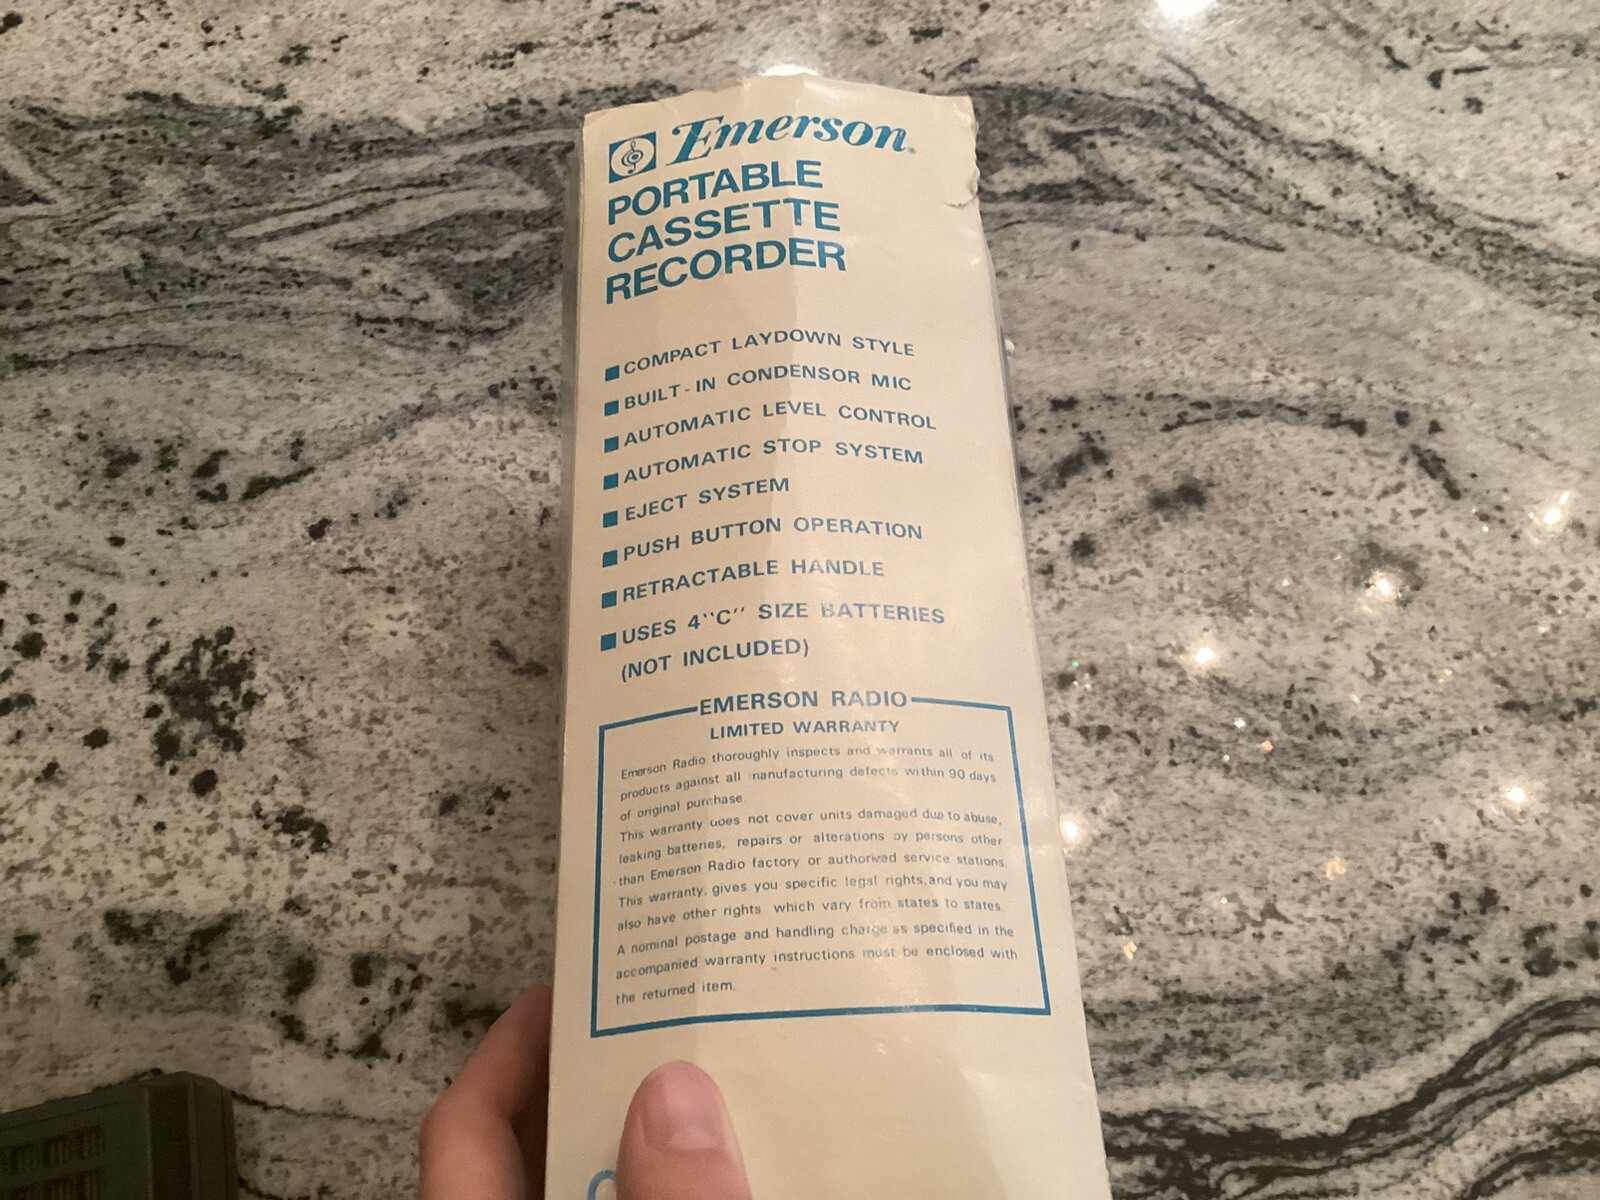 Emerson®
PORTABLE
CASSETTE
RECORDER
■ COMPACT LAYDOWN STYLE
■ BUILT-IN CONDENSOR MIC
■ AUTOMATIC LEVEL CONTROL
■ AUTOMATIC STOP SYSTEM
■ EJECT SYSTEM
■ PUSH BUTTON OPERATION
■ RETRACTABLE HANDLE
■ USES 4 "C" SIZE BATTERIES
(NOT INCLUDED)
EMERSON RADIO
LIMITED WARRANTY
Emerson Radio thoroughly inspects and warrants all of its
products against all manufacturing defects within 90 days
of original purchase.
This warranty does not cover units damaged due to abuse,
leaking batteries, repairs or alterations by persons other
than Emerson Radio factory or authorized service stations.
This warranty, gives you specific legal rights, and you may
also have other rights which vary from states to states.
A nominal postage and handling charge as specified in the
accompanied warranty instructions must be enclosed with
the returned item.